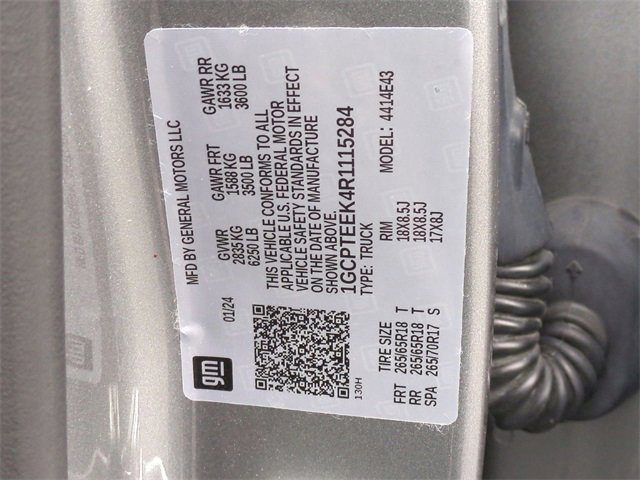 MFD BY GENERAL MOTORS LLC
01/24
GVWR GAWR FRT GAWR RR
2835 KG 1588 KG 1633 KG
6250 LB 3500 LB 3600 LB
THIS VEHICLE CONFORMS TO ALL
APPLICABLE U.S. FEDERAL MOTOR
VEHICLE SAFETY STANDARDS IN EFFECT
ON THE DATE OF MANUFACTURE
SHOWN ABOVE.
1GCPTEEK4R1115284
TYPE: TRUCK MODEL: 4414E43
gm
130H
TIRE SIZE RIM
FRT 265/65R18 T 18X8.5J
RR 265/65R18 T 18X8.5J
SPA 265/70R17 S 17X8J